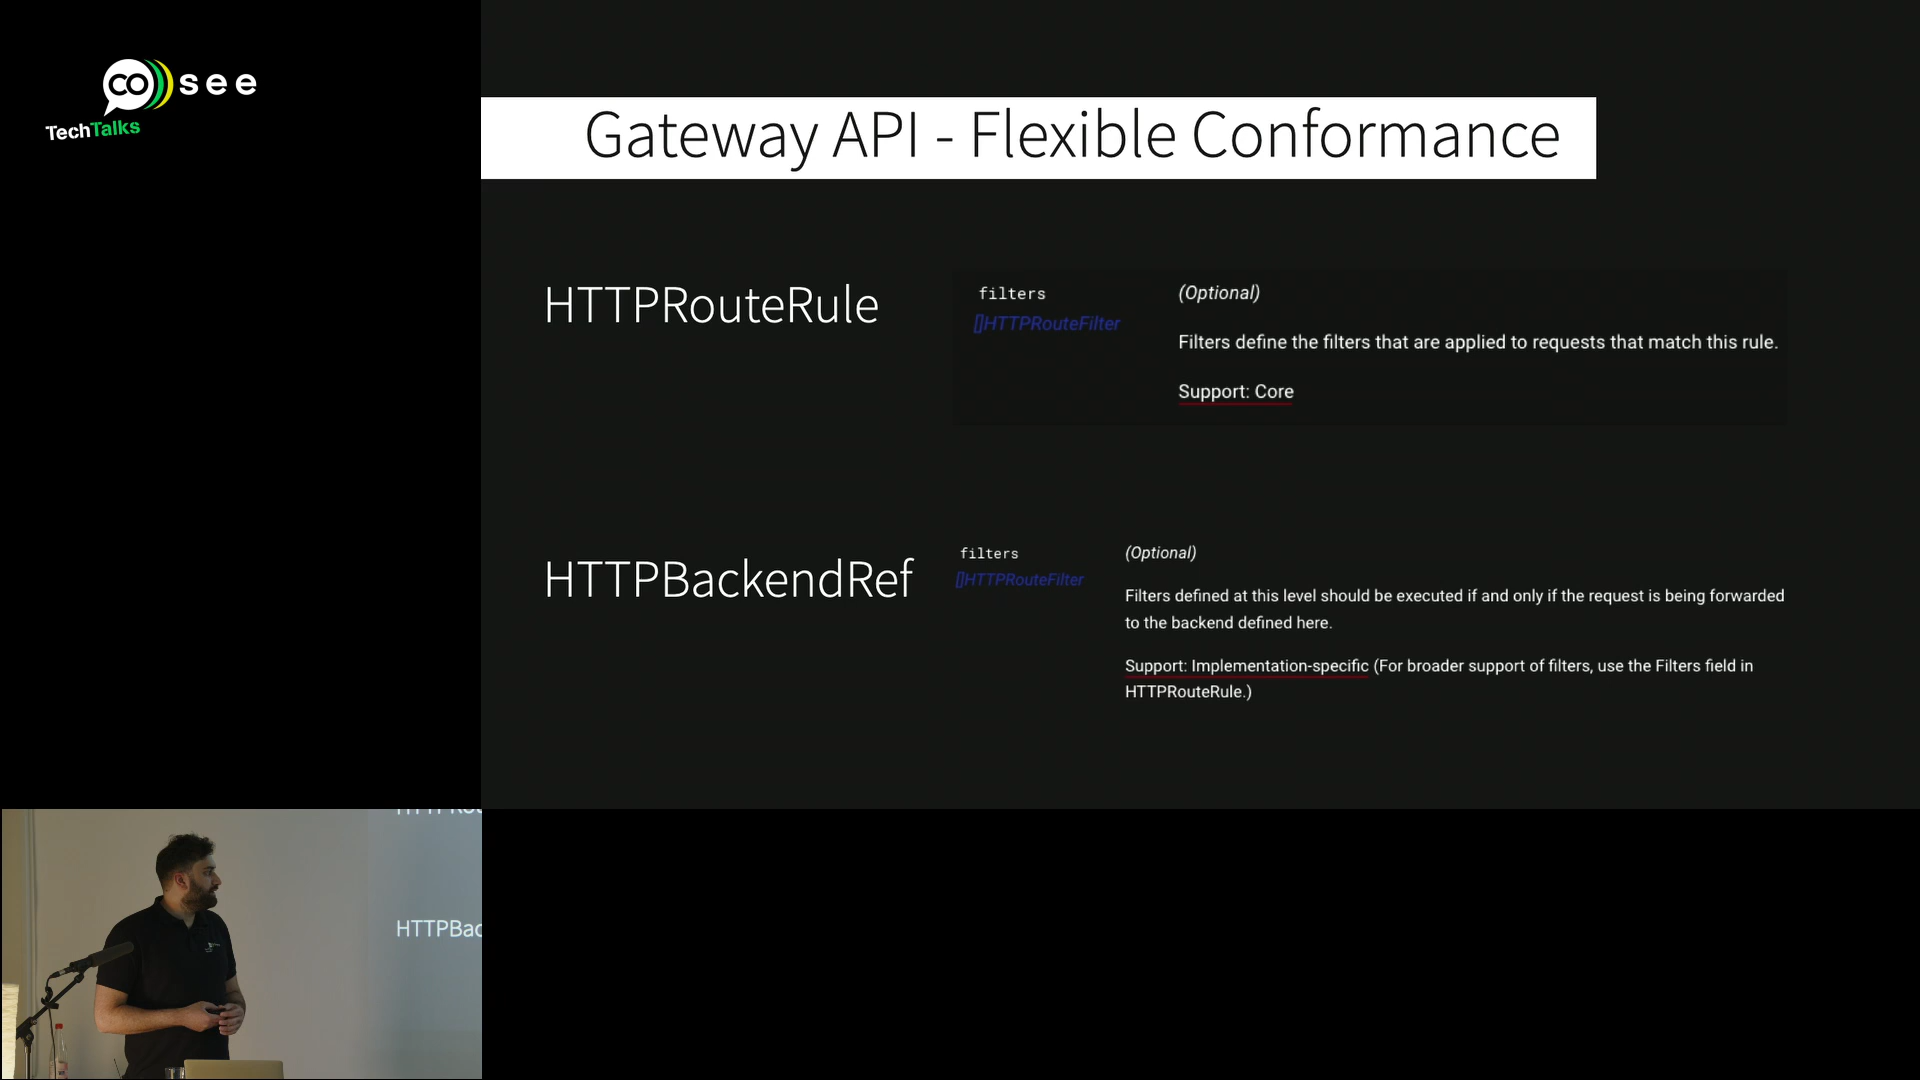 co see
TechTalks
Gateway API - Flexible Conformance
HTTPRouteRule
filters
[]HTTPRouteFilter
(Optional)
Filters define the filters that are applied to requests that match this rule.
Support: Core
HTTPBackendRef
filters
[]HTTPRouteFilter
(Optional)
Filters defined at this level should be executed if and only if the request is being forwarded
to the backend defined here.
Support: Implementation-specific (For broader support of filters, use the Filters field in
HTTPRouteRule.)
HTTPRou
HTTPBac